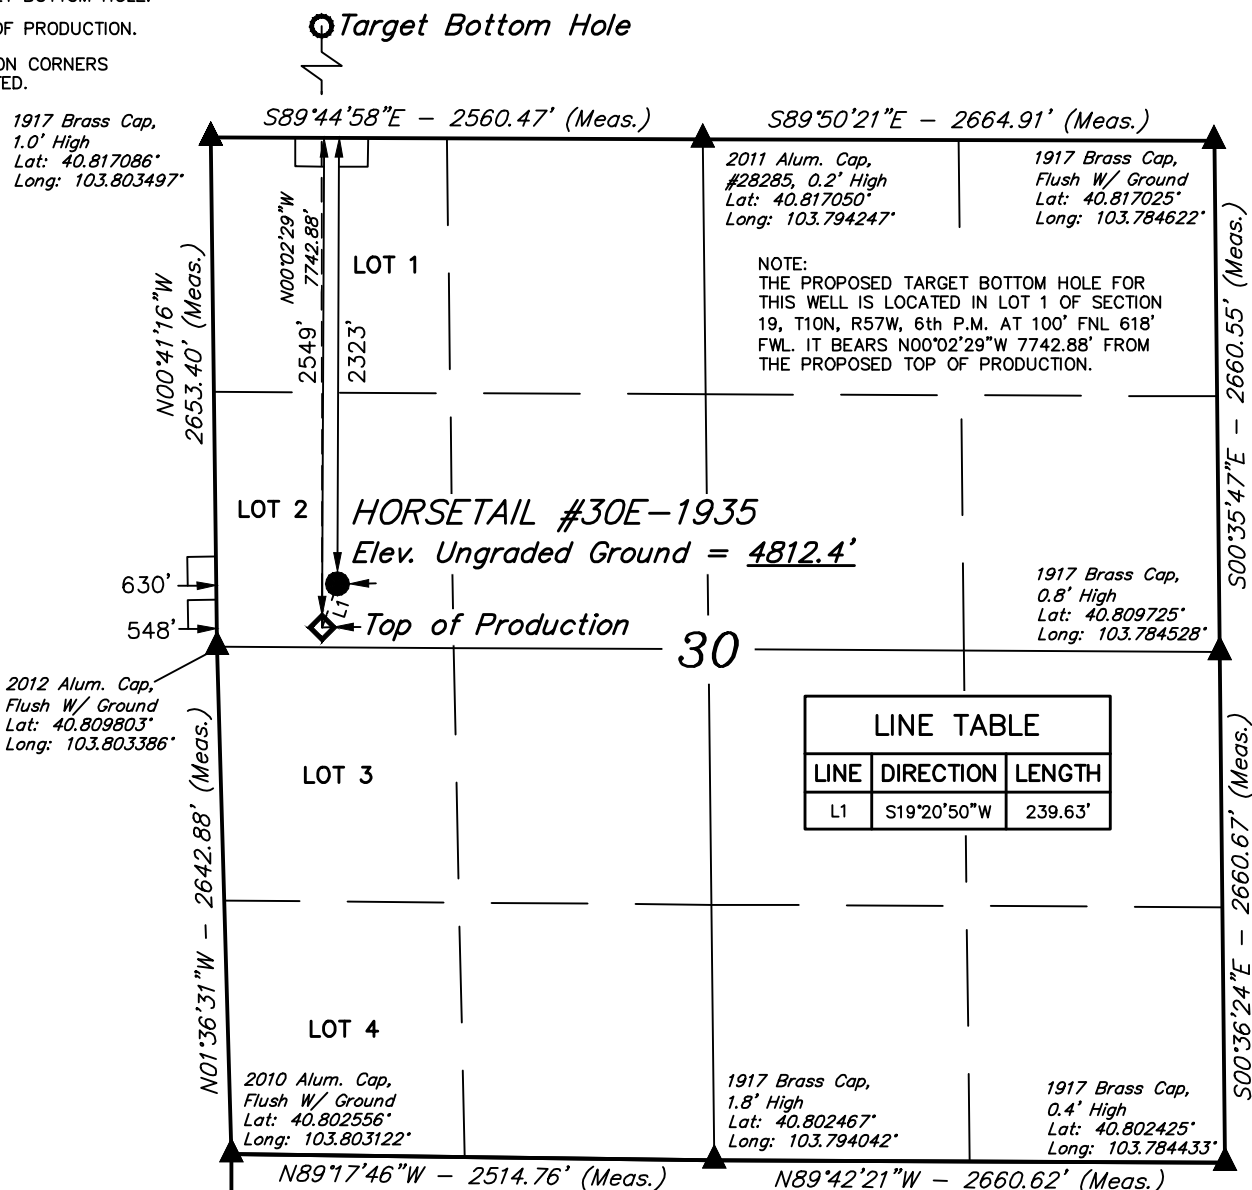 T BOTTOM HOLE.
OF PRODUCTION.
ON CORNERS
TED.
Target Bottom Hole
1917 Brass Cap,
1.0' High
Lat: 40.817086°
Long: 103.803497°
S89°44'58"E - 2560.47' (Meas.)
S89°50'21"E - 2664.91' (Meas.)
2011 Alum. Cap,
#28285, 0.2' High
Lat: 40.817050°
Long: 103.794247°
1917 Brass Cap,
Flush W/ Ground
Lat: 40.817025°
Long: 103.784622°
N00°41'16"W
2653.40' (Meas.)
N00°02'29"W
7742.88'
2549'
2323'
LOT 1
NOTE:
THE PROPOSED TARGET BOTTOM HOLE FOR
THIS WELL IS LOCATED IN LOT 1 OF SECTION
19, T10N, R57W, 6th P.M. AT 100' FNL 618'
FWL. IT BEARS N00°02'29"W 7742.88' FROM
THE PROPOSED TOP OF PRODUCTION.
S00°35'47"E - 2660.55' (Meas.)
LOT 2
HORSETAIL #30E-1935
Elev. Ungraded Ground = 4812.4'
630'
548'
L1
Top of Production
30
1917 Brass Cap,
0.8' High
Lat: 40.809725°
Long: 103.784528°
2012 Alum. Cap,
Flush W/ Ground
Lat: 40.809803°
Long: 103.803386°
LINE TABLE
LINE DIRECTION LENGTH
L1 S19°20'50"W 239.63'
LOT 3
N01°36'31"W - 2642.88' (Meas.)
S00°36'24"E - 2660.67' (Meas.)
LOT 4
2010 Alum. Cap,
Flush W/ Ground
Lat: 40.802556°
Long: 103.803122°
1917 Brass Cap,
1.8' High
Lat: 40.802467°
Long: 103.794042°
1917 Brass Cap,
0.4' High
Lat: 40.802425°
Long: 103.784433°
N89°17'46"W - 2514.76' (Meas.)
N89°42'21"W - 2660.62' (Meas.)